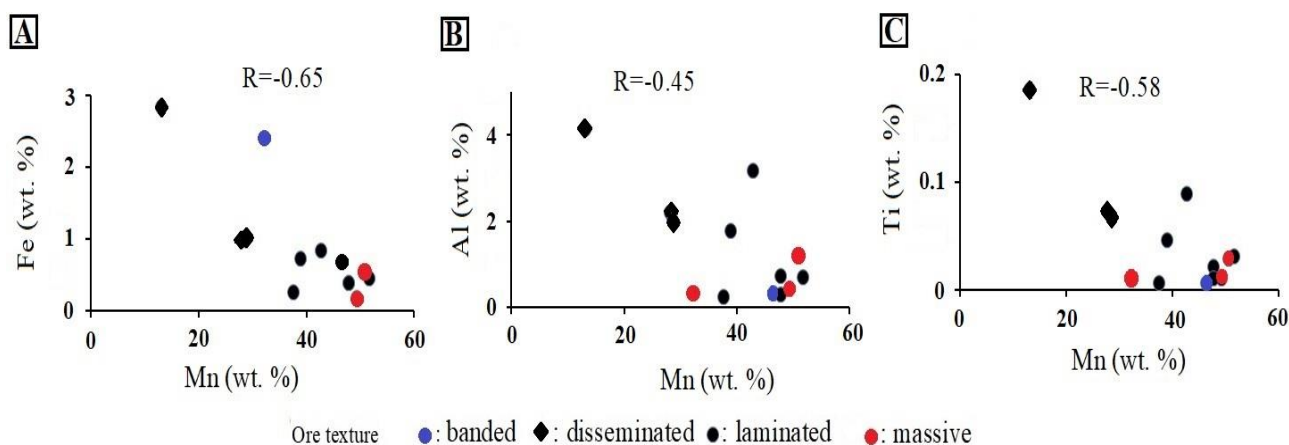 A
R=-0.65
Fe (wt. %)
3
2
1
0
0
20
40
60
Mn (wt. %)
B
R=-0.45
Al (wt. %)
4
2
0
0
20
40
60
Mn (wt. %)
C
R=-0.58
Ti (wt. %)
0.2
0.1
0
0
20
40
60
Mn (wt. %)
Ore texture : banded : disseminated : laminated : massive